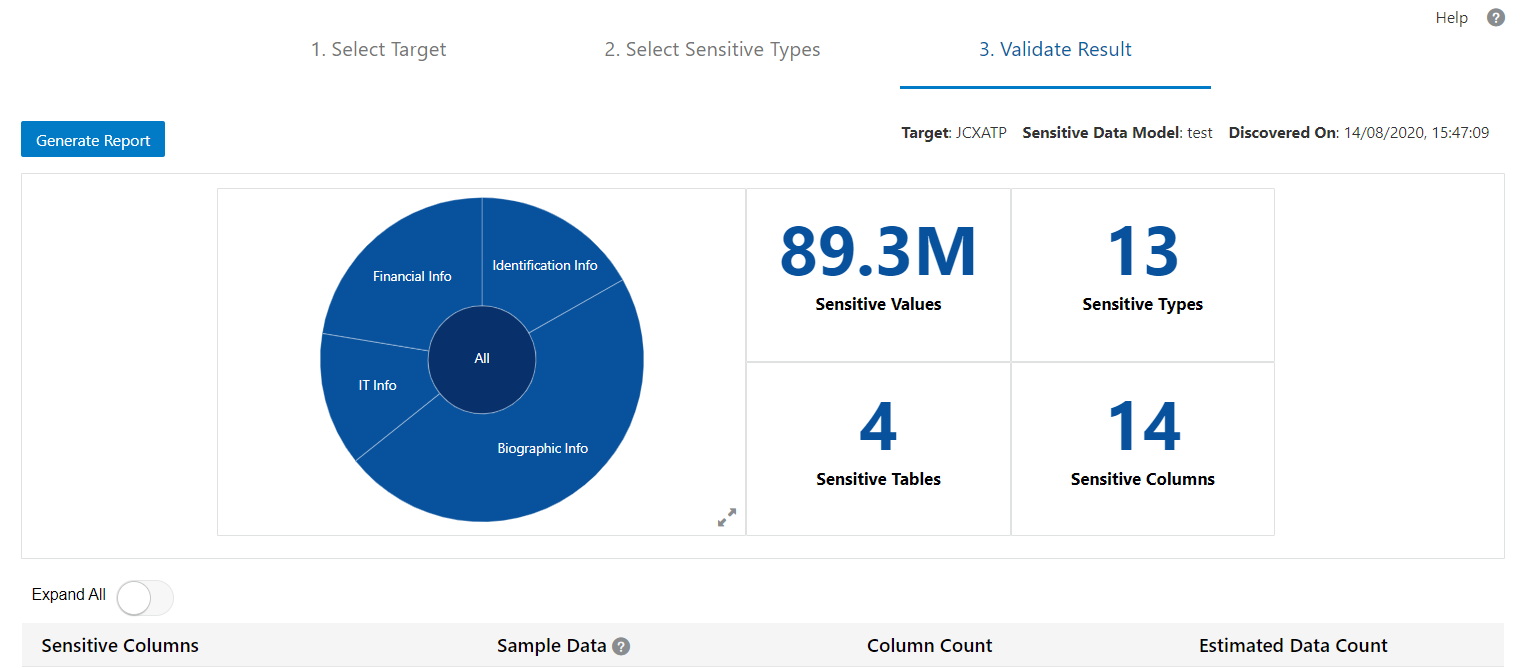 Help ?
1. Select Target 2. Select Sensitive Types 3. Validate Result
Generate Report
Target: JCXATP Sensitive Data Model: test Discovered On: 14/08/2020, 15:47:09
Financial Info
Identification Info
All
IT Info
Biographic Info
89.3M
Sensitive Values
13
Sensitive Types
4
Sensitive Tables
14
Sensitive Columns
Expand All
Sensitive Columns Sample Data ? Column Count Estimated Data Count